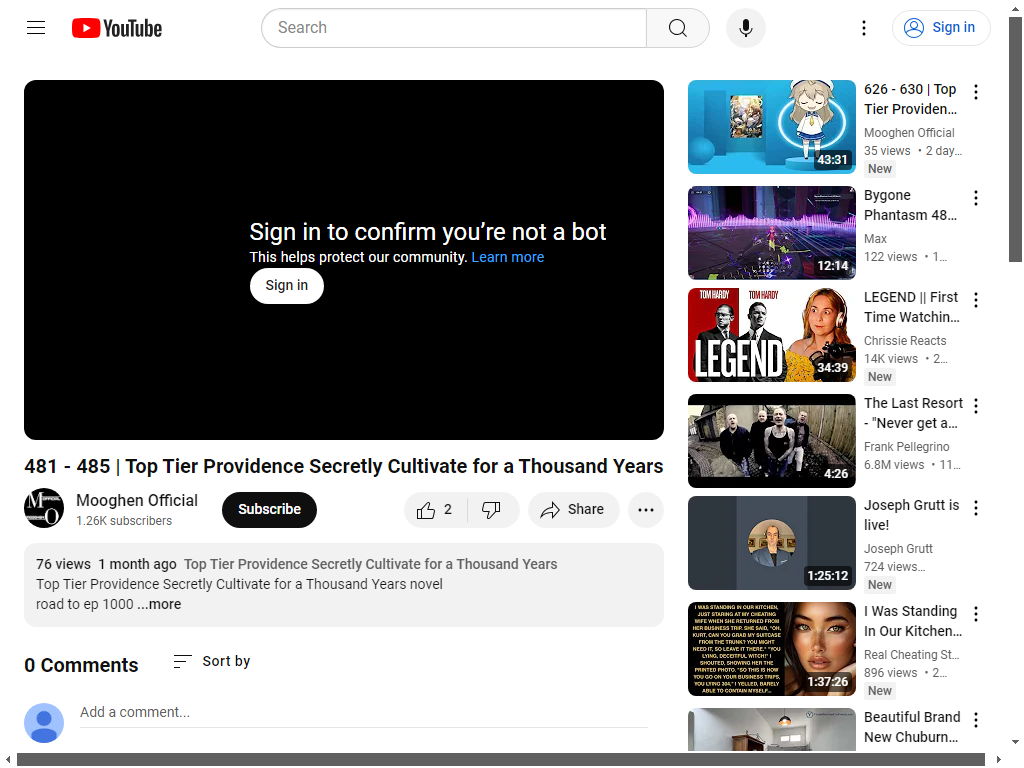 YouTube
Search
Sign in
Sign in to confirm you’re not a bot
This helps protect our community. Learn more
Sign in
481 - 485 | Top Tier Providence Secretly Cultivate for a Thousand Years
Mooghen Official
1.26K subscribers
Subscribe
2
Share
76 views 1 month ago Top Tier Providence Secretly Cultivate for a Thousand Years
Top Tier Providence Secretly Cultivate for a Thousand Years novel
road to ep 1000 ...more
0 Comments
Sort by
Add a comment...
43:31
626 - 630 | Top
Tier Providen...
Mooghen Official
35 views • 2 day...
New
12:14
Bygone
Phantasm 48...
Max
122 views • 1...
TOM HARDY TOM HARDY
LEGEND
34:39
LEGEND || First
Time Watchin...
Chrissie Reacts
14K views • 2...
New
4:26
The Last Resort
- "Never get a...
Frank Pellegrino
6.8M views • 11...
1:25:12
Joseph Grutt is
live!
Joseph Grutt
724 views...
New
I WAS STANDING IN OUR KITCHEN,
JUST STARING AT MY CHEATING
WIFE WHEN SHE RETURNED FROM
HER BUSINESS TRIP. SHE SAID, "OH,
KURT, CAN YOU GRAB MY SUITCASE
FROM THE TRUNK? YOU MIGHT
NEED IT, SO LEAVE IT THERE." "YOU
LYING, DECEITFUL WITCH!" I
SHOUTED, SHOWING HER THE
PRINTED PHOTO. "SO THIS IS HOW
YOU GO ON YOUR BUSINESS TRIPS,
YOU LYING 304," I YELLED, BARELY
ABLE TO CONTAIN MYSELF...
1:37:26
I Was Standing
In Our Kitchen...
Real Cheating St...
896 views • 2...
New
Beautiful Brand
New Chuburn...